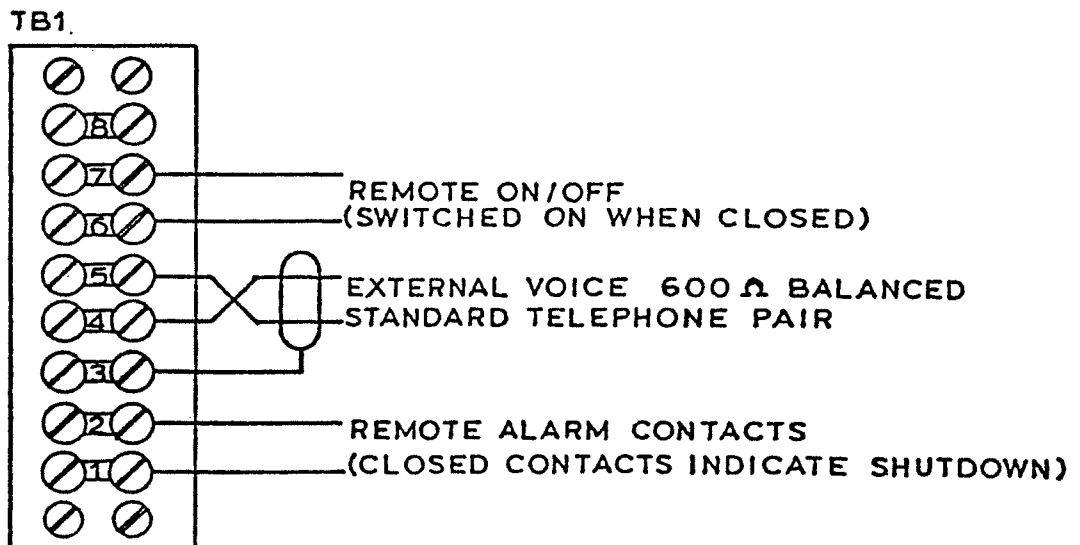 TB1.
8
7
REMOTE ON/OFF
6
(SWITCHED ON WHEN CLOSED)
5
EXTERNAL VOICE 600 Ω BALANCED
4
STANDARD TELEPHONE PAIR
3
2
REMOTE ALARM CONTACTS
1
(CLOSED CONTACTS INDICATE SHUTDOWN)